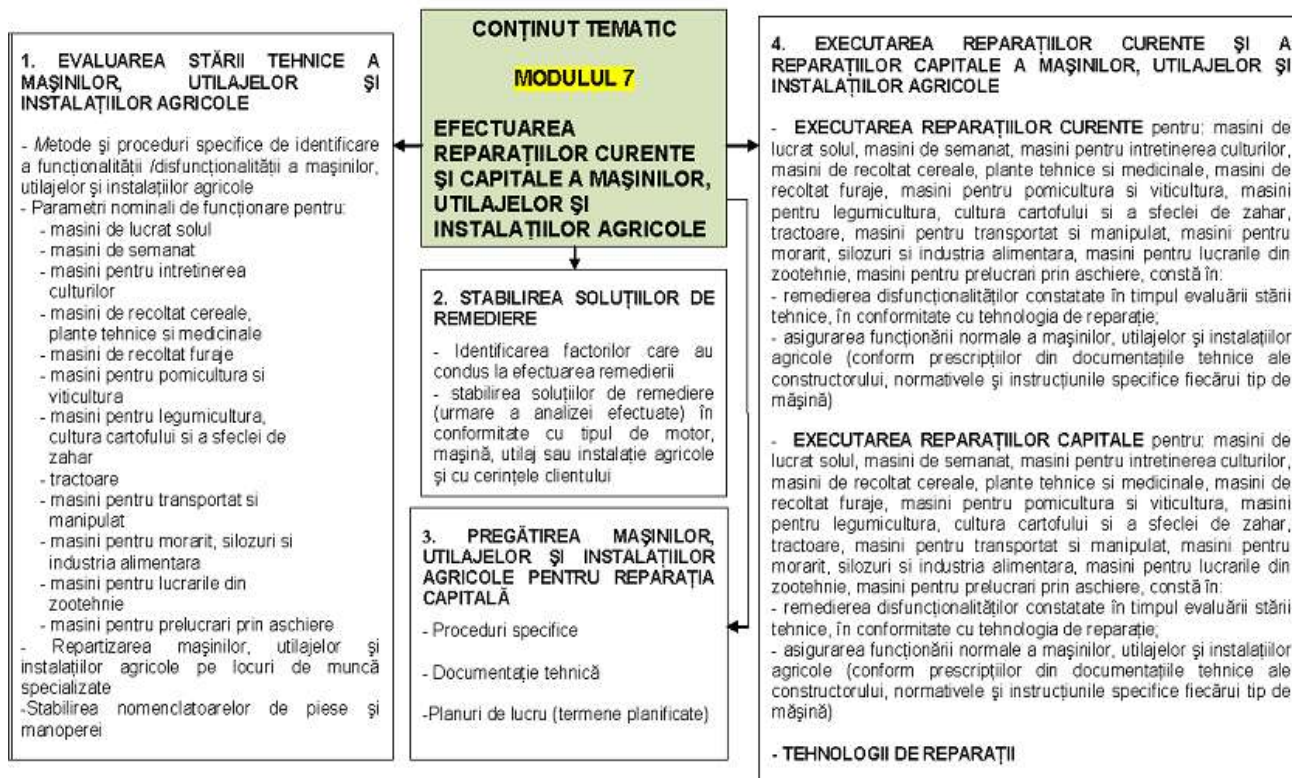 CONȚINUT TEMATIC
MODULUL 7
EFECTUAREA
REPARAȚIILOR CURENTE
ȘI CAPITALE A MAȘINILOR,
UTILAJELOR ȘI
INSTALAȚIILOR AGRICOLE
1. EVALUAREA STĂRII TEHNICE A
MAȘINILOR, UTILAJELOR ȘI
INSTALAȚIILOR AGRICOLE
- Metode și proceduri specifice de identificare
a funcționalității /disfuncționalității a mașinilor,
utilajelor și instalațiilor agricole
- Parametri nominali de funcționare pentru:
- masini de lucrat solul
- masini de semanat
- masini pentru intretinerea
culturilor
- masini de recoltat cereale,
plante tehnice si medicinale
- masini de recoltat furaje
- masini pentru pomicultura si
viticultura
- masini pentru legumicultura,
cultura cartofului si a sfeclei de
zahar
- tractoare
- masini pentru transportat si
manipulat
- masini pentru morarit, silozuri si
industria alimentara
- masini pentru lucrarile din
zootehnie
- masini pentru prelucrari prin aschiere
- Repartizarea mașinilor, utilajelor și
instalațiilor agricole pe locuri de muncă
specializate
-Stabilirea nomenclatoarelor de piese și
manoperei
2. STABILIREA SOLUȚIILOR DE
REMEDIERE
- Identificarea factorilor care au
condus la efectuarea remedierii
- stabilirea soluțiilor de remediere
(urmare a analizei efectuate) în
conformitate cu tipul de motor,
mașină, utilaj sau instalație agricole
și cu cerințele clientului
3. PREGĂTIREA MAȘINILOR,
UTILAJELOR ȘI INSTALAȚIILOR
AGRICOLE PENTRU REPARAȚIA
CAPITALĂ
- Proceduri specifice
- Documentație tehnică
-Planuri de lucru (termene planificate)
4. EXECUTAREA REPARAȚIILOR CURENTE ȘI A
REPARAȚIILOR CAPITALE A MAȘINILOR, UTILAJELOR ȘI
INSTALAȚIILOR AGRICOLE
- EXECUTAREA REPARAȚIILOR CURENTE pentru: masini de
lucrat solul, masini de semanat, masini pentru intretinerea culturilor,
masini de recoltat cereale, plante tehnice si medicinale, masini de
recoltat furaje, masini pentru pomicultura si viticultura, masini
pentru legumicultura, cultura cartofului si a sfeclei de zahar,
tractoare, masini pentru transportat si manipulat, masini pentru
morarit, silozuri si industria alimentara, masini pentru lucrarile din
zootehnie, masini pentru prelucrari prin aschiere, constă în:
- remedierea disfuncționalităților constatate în timpul evaluării stării
tehnice, în conformitate cu tehnologia de reparație;
- asigurarea funcționării normale a mașinilor, utilajelor și instalațiilor
agricole (conform prescripțiilor din documentațiile tehnice ale
constructorului, normativele și instrucțiunile specifice fiecărui tip de
mășină)
- EXECUTAREA REPARAȚIILOR CAPITALE pentru: masini de
lucrat solul, masini de semanat, masini pentru intretinerea culturilor,
masini de recoltat cereale, plante tehnice si medicinale, masini de
recoltat furaje, masini pentru pomicultura si viticultura, masini
pentru legumicultura, cultura cartofului si a sfeclei de zahar,
tractoare, masini pentru transportat si manipulat, masini pentru
morarit, silozuri si industria alimentara, masini pentru lucrarile din
zootehnie, masini pentru prelucrari prin aschiere, constă în:
- remedierea disfuncționalităților constatate în timpul evaluării stării
tehnice, în conformitate cu tehnologia de reparație;
- asigurarea funcționării normale a mașinilor, utilajelor și instalațiilor
agricole (conform prescripțiilor din documentațiile tehnice ale
constructorului, normativele și instrucțiunile specifice fiecărui tip de
mășină)
- TEHNOLOGII DE REPARAȚII